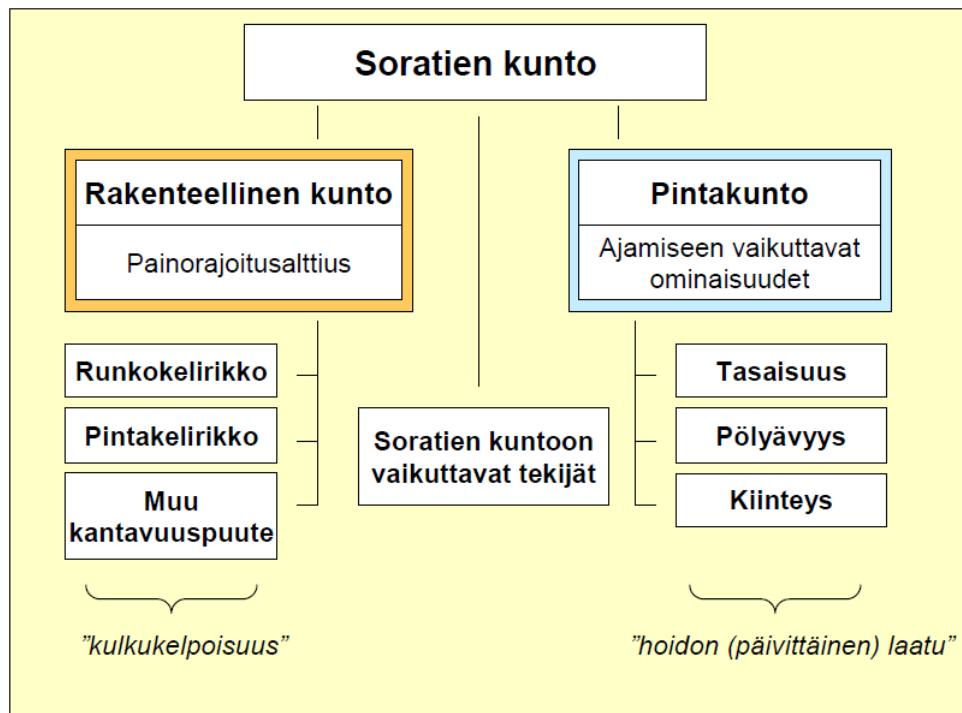 Soratien kunto
Rakenteellinen kunto
Painorajoitusalttius
Pintakunto
Ajamiseen vaikuttavat
ominaisuudet
Runkokelirikko
Pintakelirikko
Muu
kantavuuspuute
Soratien kuntoon
vaikuttavat tekijät
Tasaisuus
Pölyävyys
Kiinteys
”kulkukelpoisuus”
”hoidon (päivittäinen) laatu”